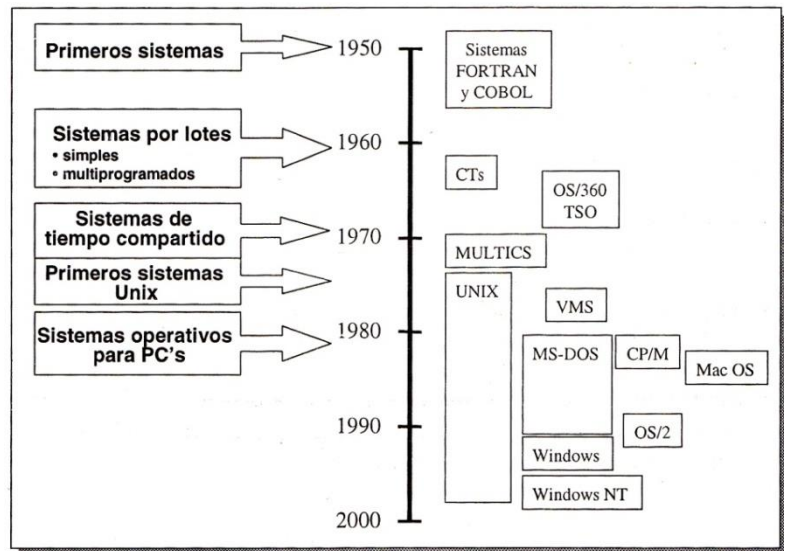 Primeros sistemas
Sistemas por lotes
• simples
• multiprogramados
Sistemas de
tiempo compartido
Primeros sistemas
Unix
Sistemas operativos
para PC's
1950
1960
1970
1980
1990
2000
Sistemas
FORTRAN
y COBOL
CTs
OS/360
TSO
MULTICS
UNIX
VMS
MS-DOS
CP/M
Mac OS
OS/2
Windows
Windows NT